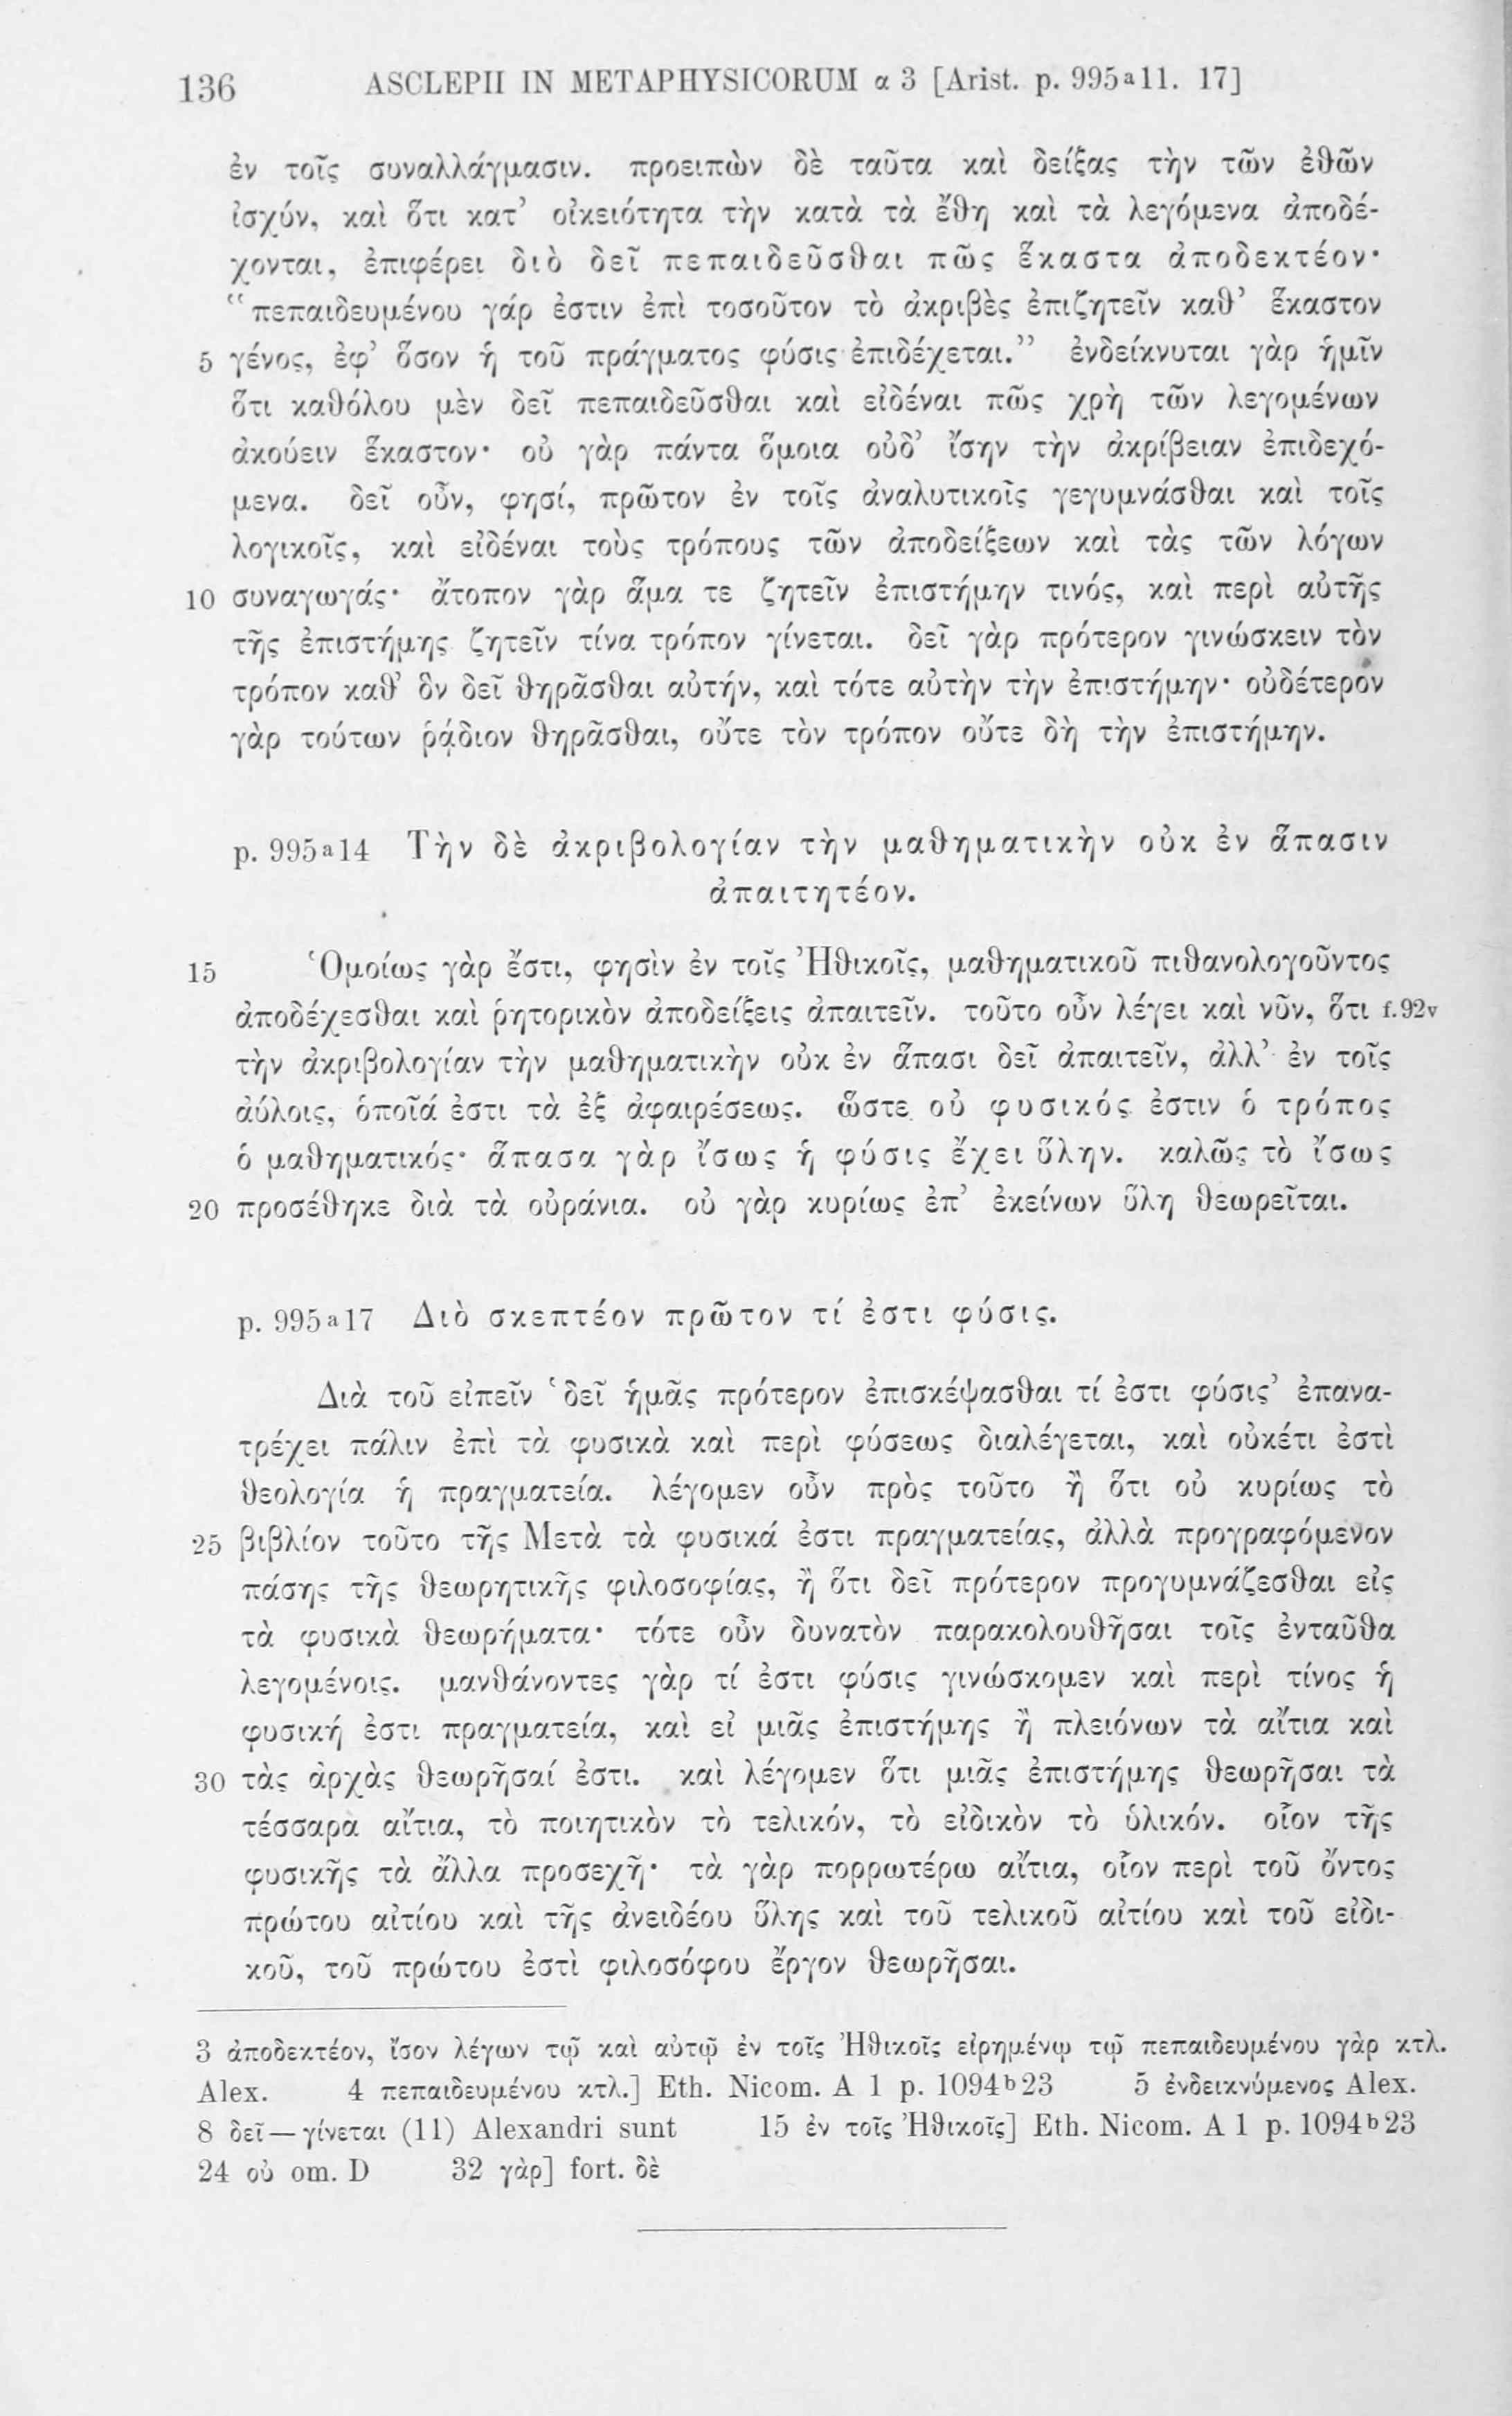 136 ASCLEPII IN METAPHYSICORUM α 3 [Arist. p. 995ᵃ11. 17]
ἐν τοῖς συναλλάγμασιν. προειπὼν δὲ ταῦτα καὶ δείξας τὴν τῶν ἐθῶν
ἰσχύν, καὶ ὅτι κατ’ οἰκειότητα τὴν κατὰ τὰ ἔθη καὶ τὰ λεγόμενα ἀποδέ-
χονται, ἐπιφέρει διὸ δεῖ πεπαιδεῦσθαι πῶς ἕκαστα ἀποδεκτέον·
“πεπαιδευμένου γάρ ἐστιν ἐπὶ τοσοῦτον τὸ ἀκριβὲς ἐπιζητεῖν καθ’ ἕκαστον
5 γένος, ἐφ’ ὅσον ἡ τοῦ πράγματος φύσις ἐπιδέχεται.” ἐνδείκνυται γὰρ ἡμῖν
ὅτι καθόλου μὲν δεῖ πεπαιδεῦσθαι καὶ εἰδέναι πῶς χρὴ τῶν λεγομένων
ἀκούειν ἕκαστον· οὐ γὰρ πάντα ὅμοια οὐδ’ ἴσην τὴν ἀκρίβειαν ἐπιδεχό-
μενα. δεῖ οὖν, φησί, πρῶτον ἐν τοῖς ἀναλυτικοῖς γεγυμνάσθαι καὶ τοῖς
λογικοῖς, καὶ εἰδέναι τοὺς τρόπους τῶν ἀποδείξεων καὶ τὰς τῶν λόγων
10 συναγωγάς· ἄτοπον γὰρ ἅμα τε ζητεῖν ἐπιστήμην τινός, καὶ περὶ αὐτῆς
τῆς ἐπιστήμης ζητεῖν τίνα τρόπον γίνεται. δεῖ γὰρ πρότερον γινώσκειν τὸν
τρόπον καθ’ ὃν δεῖ θηρᾶσθαι αὐτήν, καὶ τότε αὐτὴν τὴν ἐπιστήμην· οὐδέτερον
γὰρ τούτων ῥᾴδιον θηρᾶσθαι, οὔτε τὸν τρόπον οὔτε δὴ τὴν ἐπιστήμην.
p. 995ᵃ14 Τὴν δὲ ἀκριβολογίαν τὴν μαθηματικὴν οὐκ ἐν ἅπασιν
ἀπαιτητέον.
15 Ὁμοίως γὰρ ἔστι, φησὶν ἐν τοῖς Ἠθικοῖς, μαθηματικοῦ πιθανολογοῦντος
ἀποδέχεσθαι καὶ ῥητορικὸν ἀποδείξεις ἀπαιτεῖν. τοῦτο οὖν λέγει καὶ νῦν, ὅτι f.92v
τὴν ἀκριβολογίαν τὴν μαθηματικὴν οὐκ ἐν ἅπασι δεῖ ἀπαιτεῖν, ἀλλ’ ἐν τοῖς
ἀύλοις, ὁποῖά ἐστι τὰ ἐξ ἀφαιρέσεως. ὥστε οὐ φυσικός ἐστιν ὁ τρόπος
ὁ μαθηματικός· ἅπασα γὰρ ἴσως ἡ φύσις ἔχει ὕλην. καλῶς τὸ ἴσως
20 προσέθηκε διὰ τὰ οὐράνια. οὐ γὰρ κυρίως ἐπ’ ἐκείνων ὕλη θεωρεῖται.
p. 995ᵃ17 Διὸ σκεπτέον πρῶτον τί ἐστι φύσις.
Διὰ τοῦ εἰπεῖν ‘δεῖ ἡμᾶς πρότερον ἐπισκέψασθαι τί ἐστι φύσις’ ἐπανα-
τρέχει πάλιν ἐπὶ τὰ φυσικὰ καὶ περὶ φύσεως διαλέγεται, καὶ οὐκέτι ἐστὶ
θεολογία ἡ πραγματεία. λέγομεν οὖν πρὸς τοῦτο ἢ ὅτι οὐ κυρίως τὸ
25 βιβλίον τοῦτο τῆς Μετὰ τὰ φυσικά ἐστι πραγματείας, ἀλλὰ προγραφόμενον
πάσης τῆς θεωρητικῆς φιλοσοφίας, ἢ ὅτι δεῖ πρότερον προγυμνάζεσθαι εἰς
τὰ φυσικὰ θεωρήματα· τότε οὖν δυνατὸν παρακολουθῆσαι τοῖς ἐνταῦθα
λεγομένοις. μανθάνοντες γὰρ τί ἐστι φύσις γινώσκομεν καὶ περὶ τίνος ἡ
φυσική ἐστι πραγματεία, καὶ εἰ μιᾶς ἐπιστήμης ἢ πλειόνων τὰ αἴτια καὶ
30 τὰς ἀρχὰς θεωρῆσαί ἐστι. καὶ λέγομεν ὅτι μιᾶς ἐπιστήμης θεωρῆσαι τὰ
τέσσαρα αἴτια, τὸ ποιητικὸν τὸ τελικόν, τὸ εἰδικὸν τὸ ὑλικόν. οἷον τῆς
φυσικῆς τὰ ἄλλα προσεχῆ· τὰ γὰρ πορρωτέρω αἴτια, οἷον περὶ τοῦ ὄντος
πρώτου αἰτίου καὶ τῆς ἀνειδέου ὕλης καὶ τοῦ τελικοῦ αἰτίου καὶ τοῦ εἰδι-
κοῦ, τοῦ πρώτου ἐστὶ φιλοσόφου ἔργον θεωρῆσαι.
3 ἀποδεκτέον, ἴσον λέγων τῷ καὶ αὐτῷ ἐν τοῖς Ἠθικοῖς εἰρημένῳ τῷ πεπαιδευμένου γὰρ κτλ.
Alex. 4 πεπαιδευμένου κτλ.] Eth. Nicom. A 1 p. 1094ᵇ23 5 ἐνδεικνύμενος Alex.
8 δεῖ — γίνεται (11) Alexandri sunt 15 ἐν τοῖς Ἠθικοῖς] Eth. Nicom. A 1 p. 1094ᵇ23
24 οὐ om. D 32 γὰρ] fort. δὲ